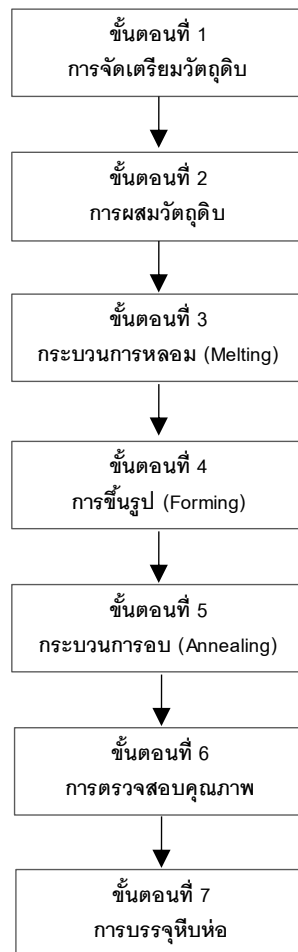 ขั้นตอนที่ 1
การจัดเตรียมวัตถุดิบ
ขั้นตอนที่ 2
การผสมวัตถุดิบ
ขั้นตอนที่ 3
กระบวนการหลอม (Melting)
ขั้นตอนที่ 4
การขึ้นรูป (Forming)
ขั้นตอนที่ 5
กระบวนการอบ (Annealing)
ขั้นตอนที่ 6
การตรวจสอบคุณภาพ
ขั้นตอนที่ 7
การบรรจุหีบห่อ